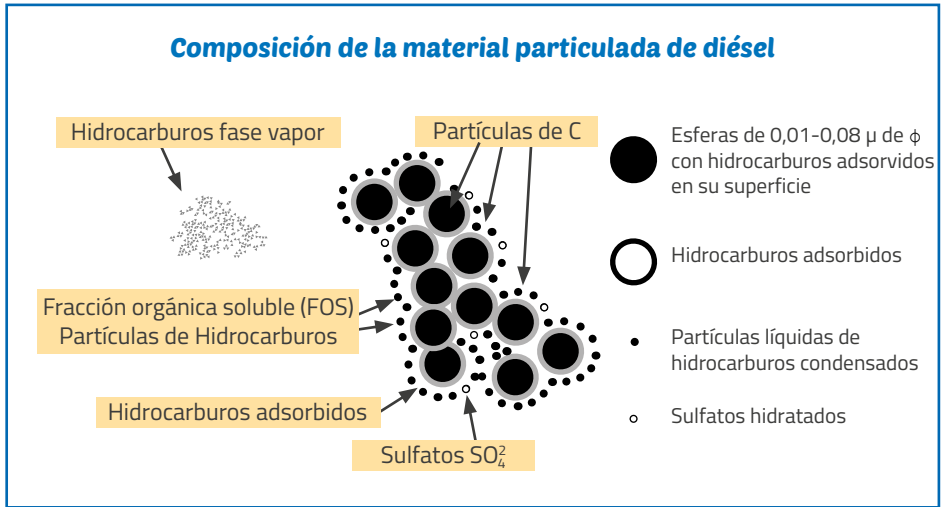 Composición de la material particulada de diésel
Hidrocarburos fase vapor
Partículas de C
Fracción orgánica soluble (FOS)
Partículas de Hidrocarburos
Hidrocarburos adsorbidos
Sulfatos SO₄²
Esferas de 0,01-0,08 µ de ɸ
con hidrocarburos adsorvidos
en su superficie
Hidrocarburos adsorbidos
Partículas líquidas de
hidrocarburos condensados
Sulfatos hidratados